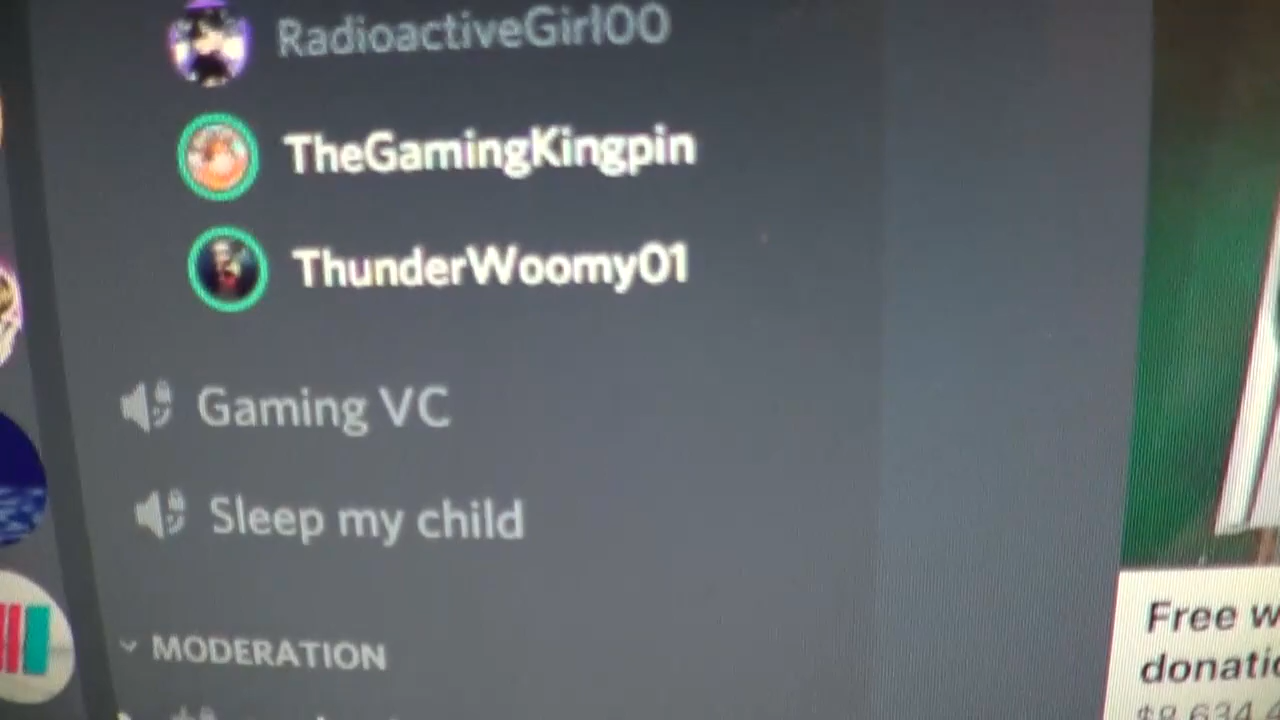 RadioactiveGirl00
TheGamingKingpin
ThunderWoomy01
Gaming VC
Sleep my child
MODERATION
Free w
donatio